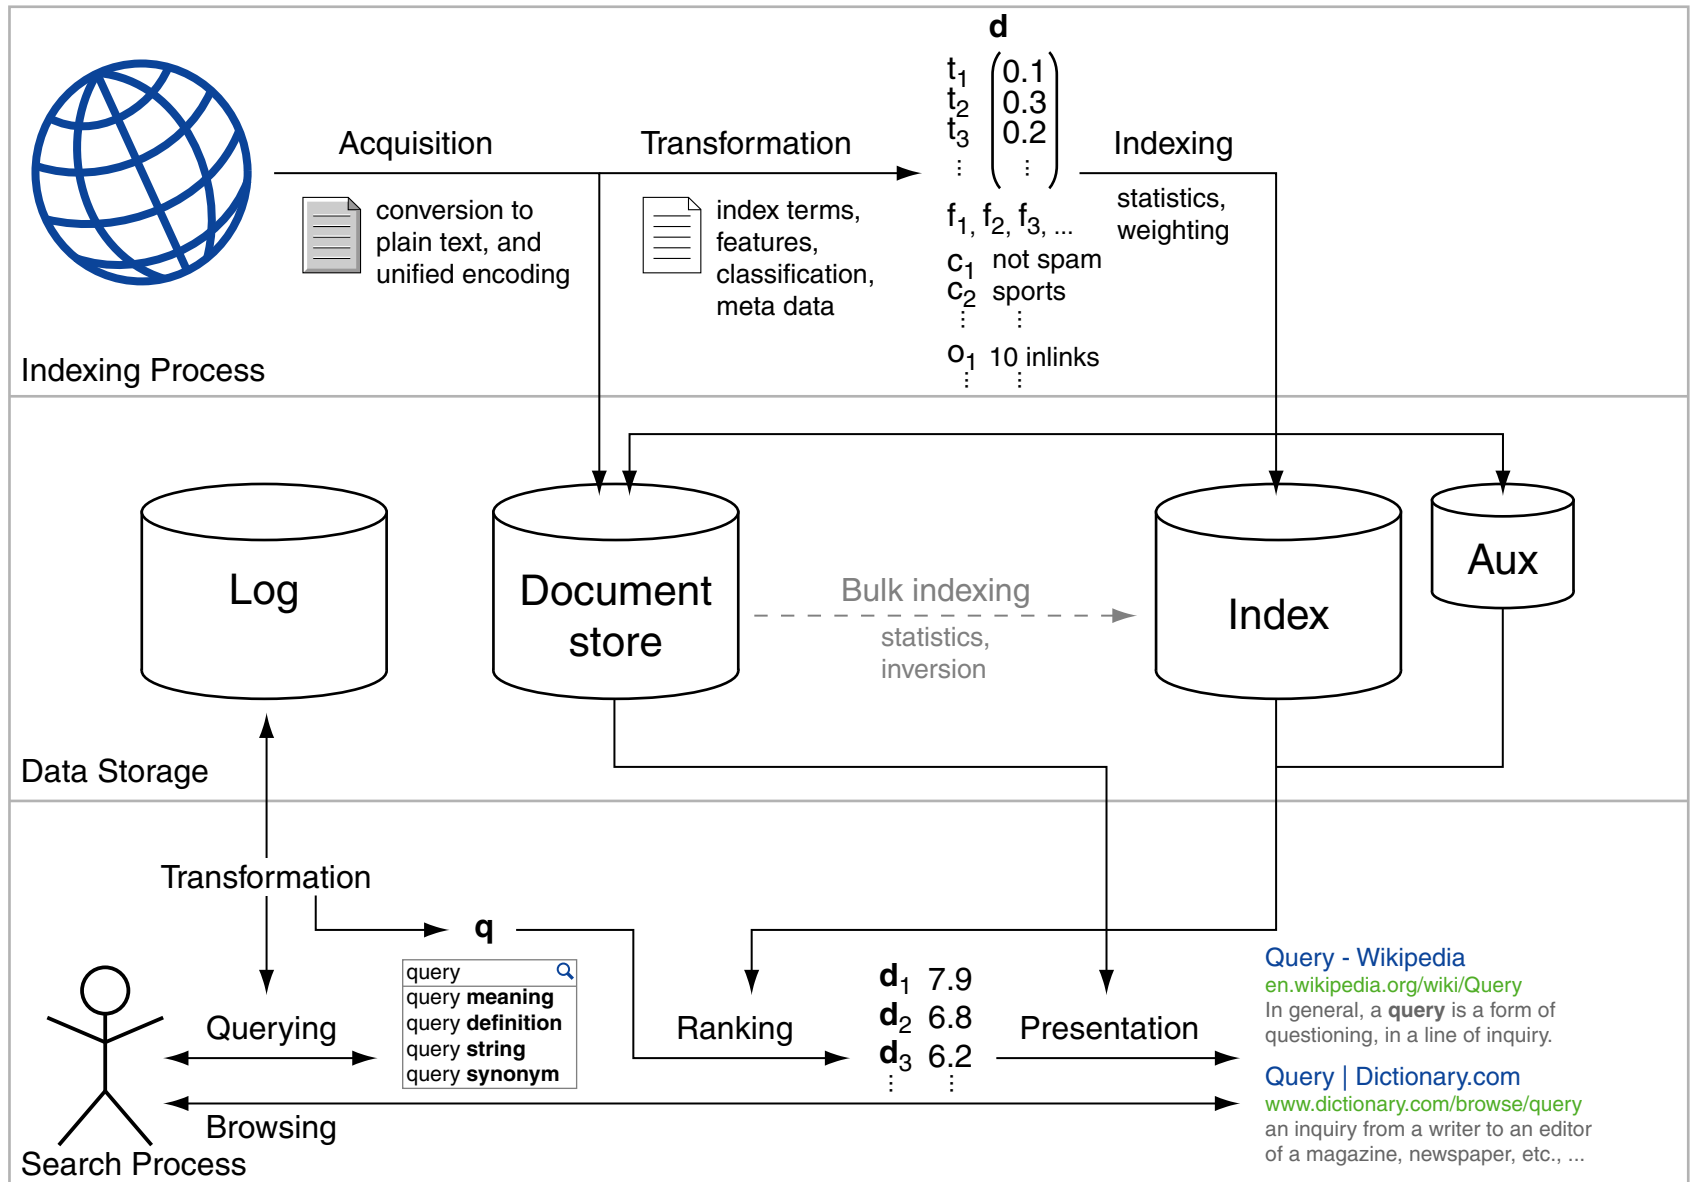 d
t1 0.1
t2 0.3
t3 0.2
⋮ ⋮
Acquisition
conversion to
plain text, and
unified encoding
Transformation
index terms,
features,
classification,
meta data
f1, f2, f3, ...
c1 not spam
c2 sports
⋮ ⋮
o1 10 inlinks
⋮ ⋮
Indexing
statistics,
weighting
Indexing Process
Log
Document
store
Bulk indexing
statistics,
inversion
Index
Aux
Data Storage
Transformation
q
Querying
query
query meaning
query definition
query string
query synonym
Ranking
d1 7.9
d2 6.8
d3 6.2
⋮ ⋮
Presentation
Query - Wikipedia
en.wikipedia.org/wiki/Query
In general, a query is a form of
questioning, in a line of inquiry.
Query | Dictionary.com
www.dictionary.com/browse/query
an inquiry from a writer to an editor
of a magazine, newspaper, etc., ...
Browsing
Search Process